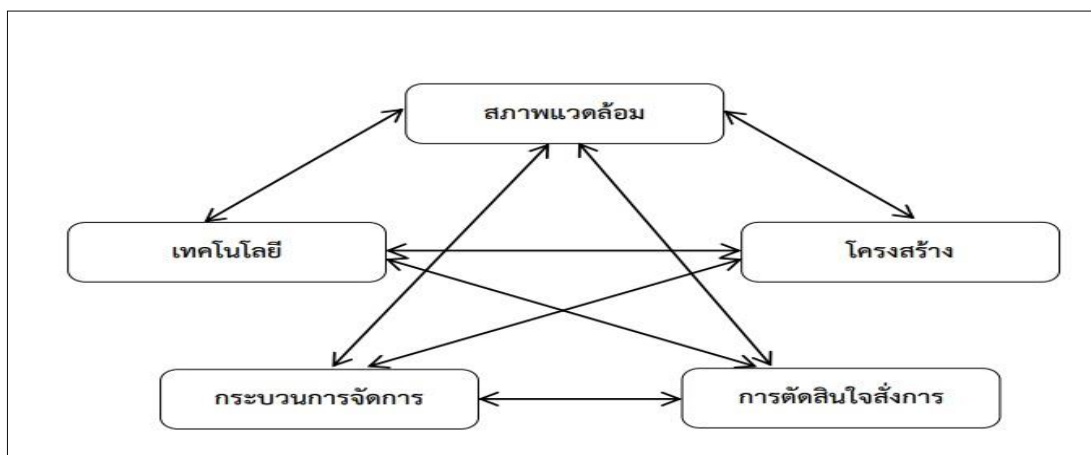 สภาพแวดล้อม
เทคโนโลยี
โครงสร้าง
กระบวนการจัดการ
การตัดสินใจสั่งการ